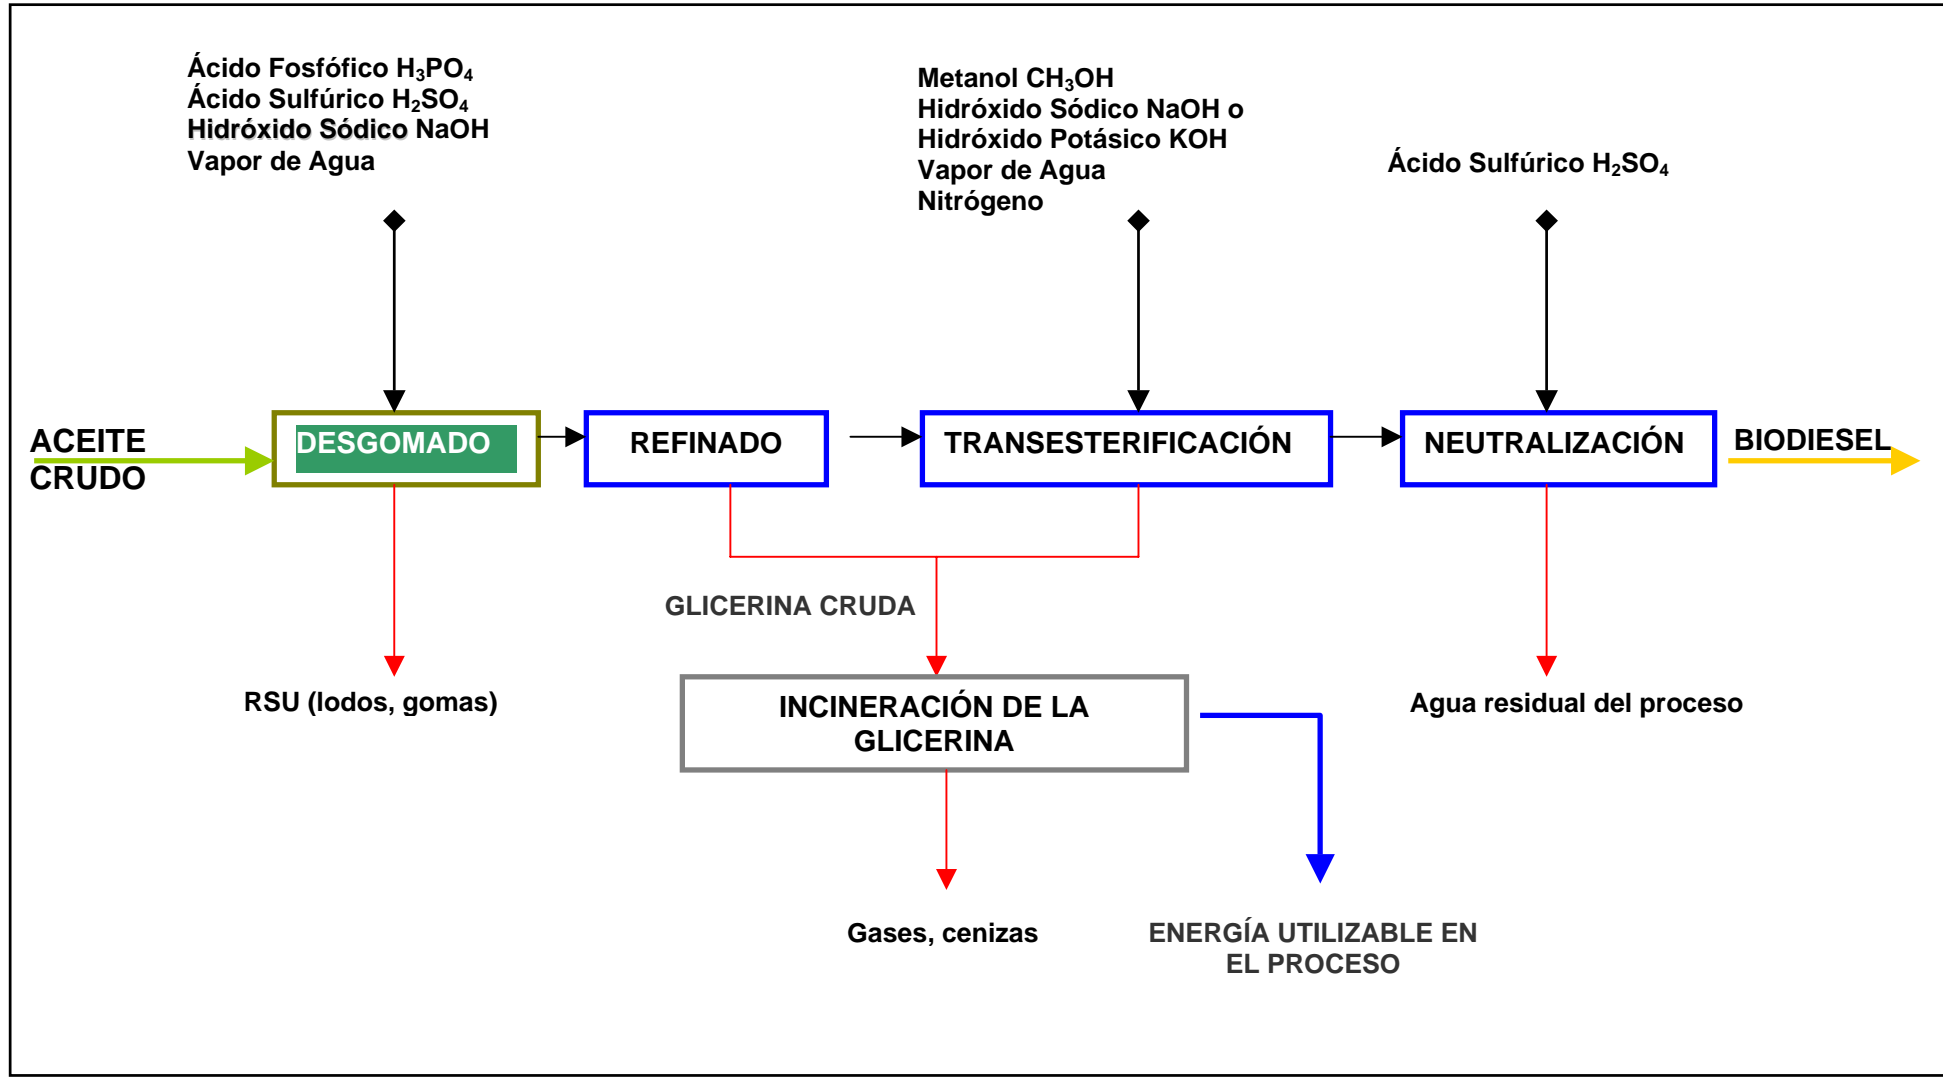 Ácido Fosfófico H₃PO₄
Ácido Sulfúrico H₂SO₄
Hidróxido Sódico NaOH
Vapor de Agua
Metanol CH₃OH
Hidróxido Sódico NaOH o
Hidróxido Potásico KOH
Vapor de Agua
Nitrógeno
Ácido Sulfúrico H₂SO₄
ACEITE
CRUDO
DESGOMADO
REFINADO
TRANSESTERIFICACIÓN
NEUTRALIZACIÓN
BIODIESEL
GLICERINA CRUDA
RSU (lodos, gomas)
INCINERACIÓN DE LA
GLICERINA
Agua residual del proceso
Gases, cenizas
ENERGÍA UTILIZABLE EN
EL PROCESO